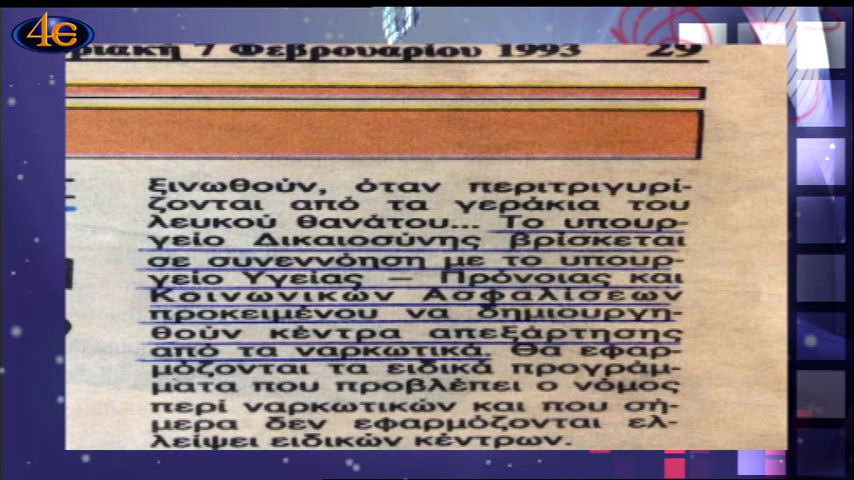 4Ε
ριακή 7 Φεβρουαρίου 1993 29
ξινωθούν, όταν περιτριγυρί-
ζονται από τα γεράκια του
λευκού θανάτου... Το υπουρ-
γείο Δικαιοσύνης βρίσκεται
σε συνεννόηση με το υπουρ-
γείο Υγείας — Πρόνοιας και
Κοινωνικών Ασφαλίσεων
προκειμένου να δημιουργη-
θούν κέντρα απεξάρτησης
από τα ναρκωτικά. Θα εφαρ-
μόζονται τα ειδικά προγράμ-
ματα που προβλέπει ο νόμος
περί ναρκωτικών και που σή-
μερα δεν εφαρμόζονται ελ-
λείψει ειδικών κέντρων.